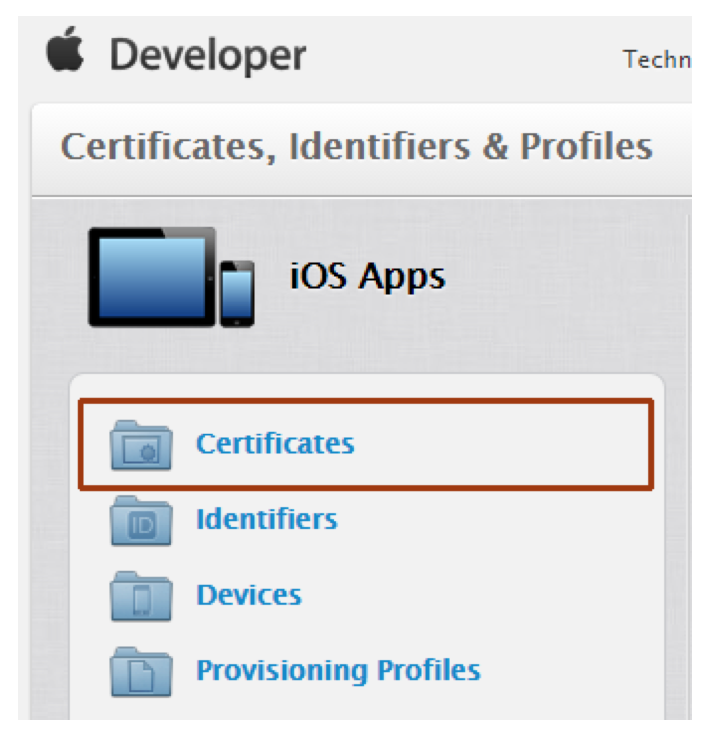 Developer
Techn
Certificates, Identifiers & Profiles
iOS Apps
Certificates
ID Identifiers
Devices
Provisioning Profiles